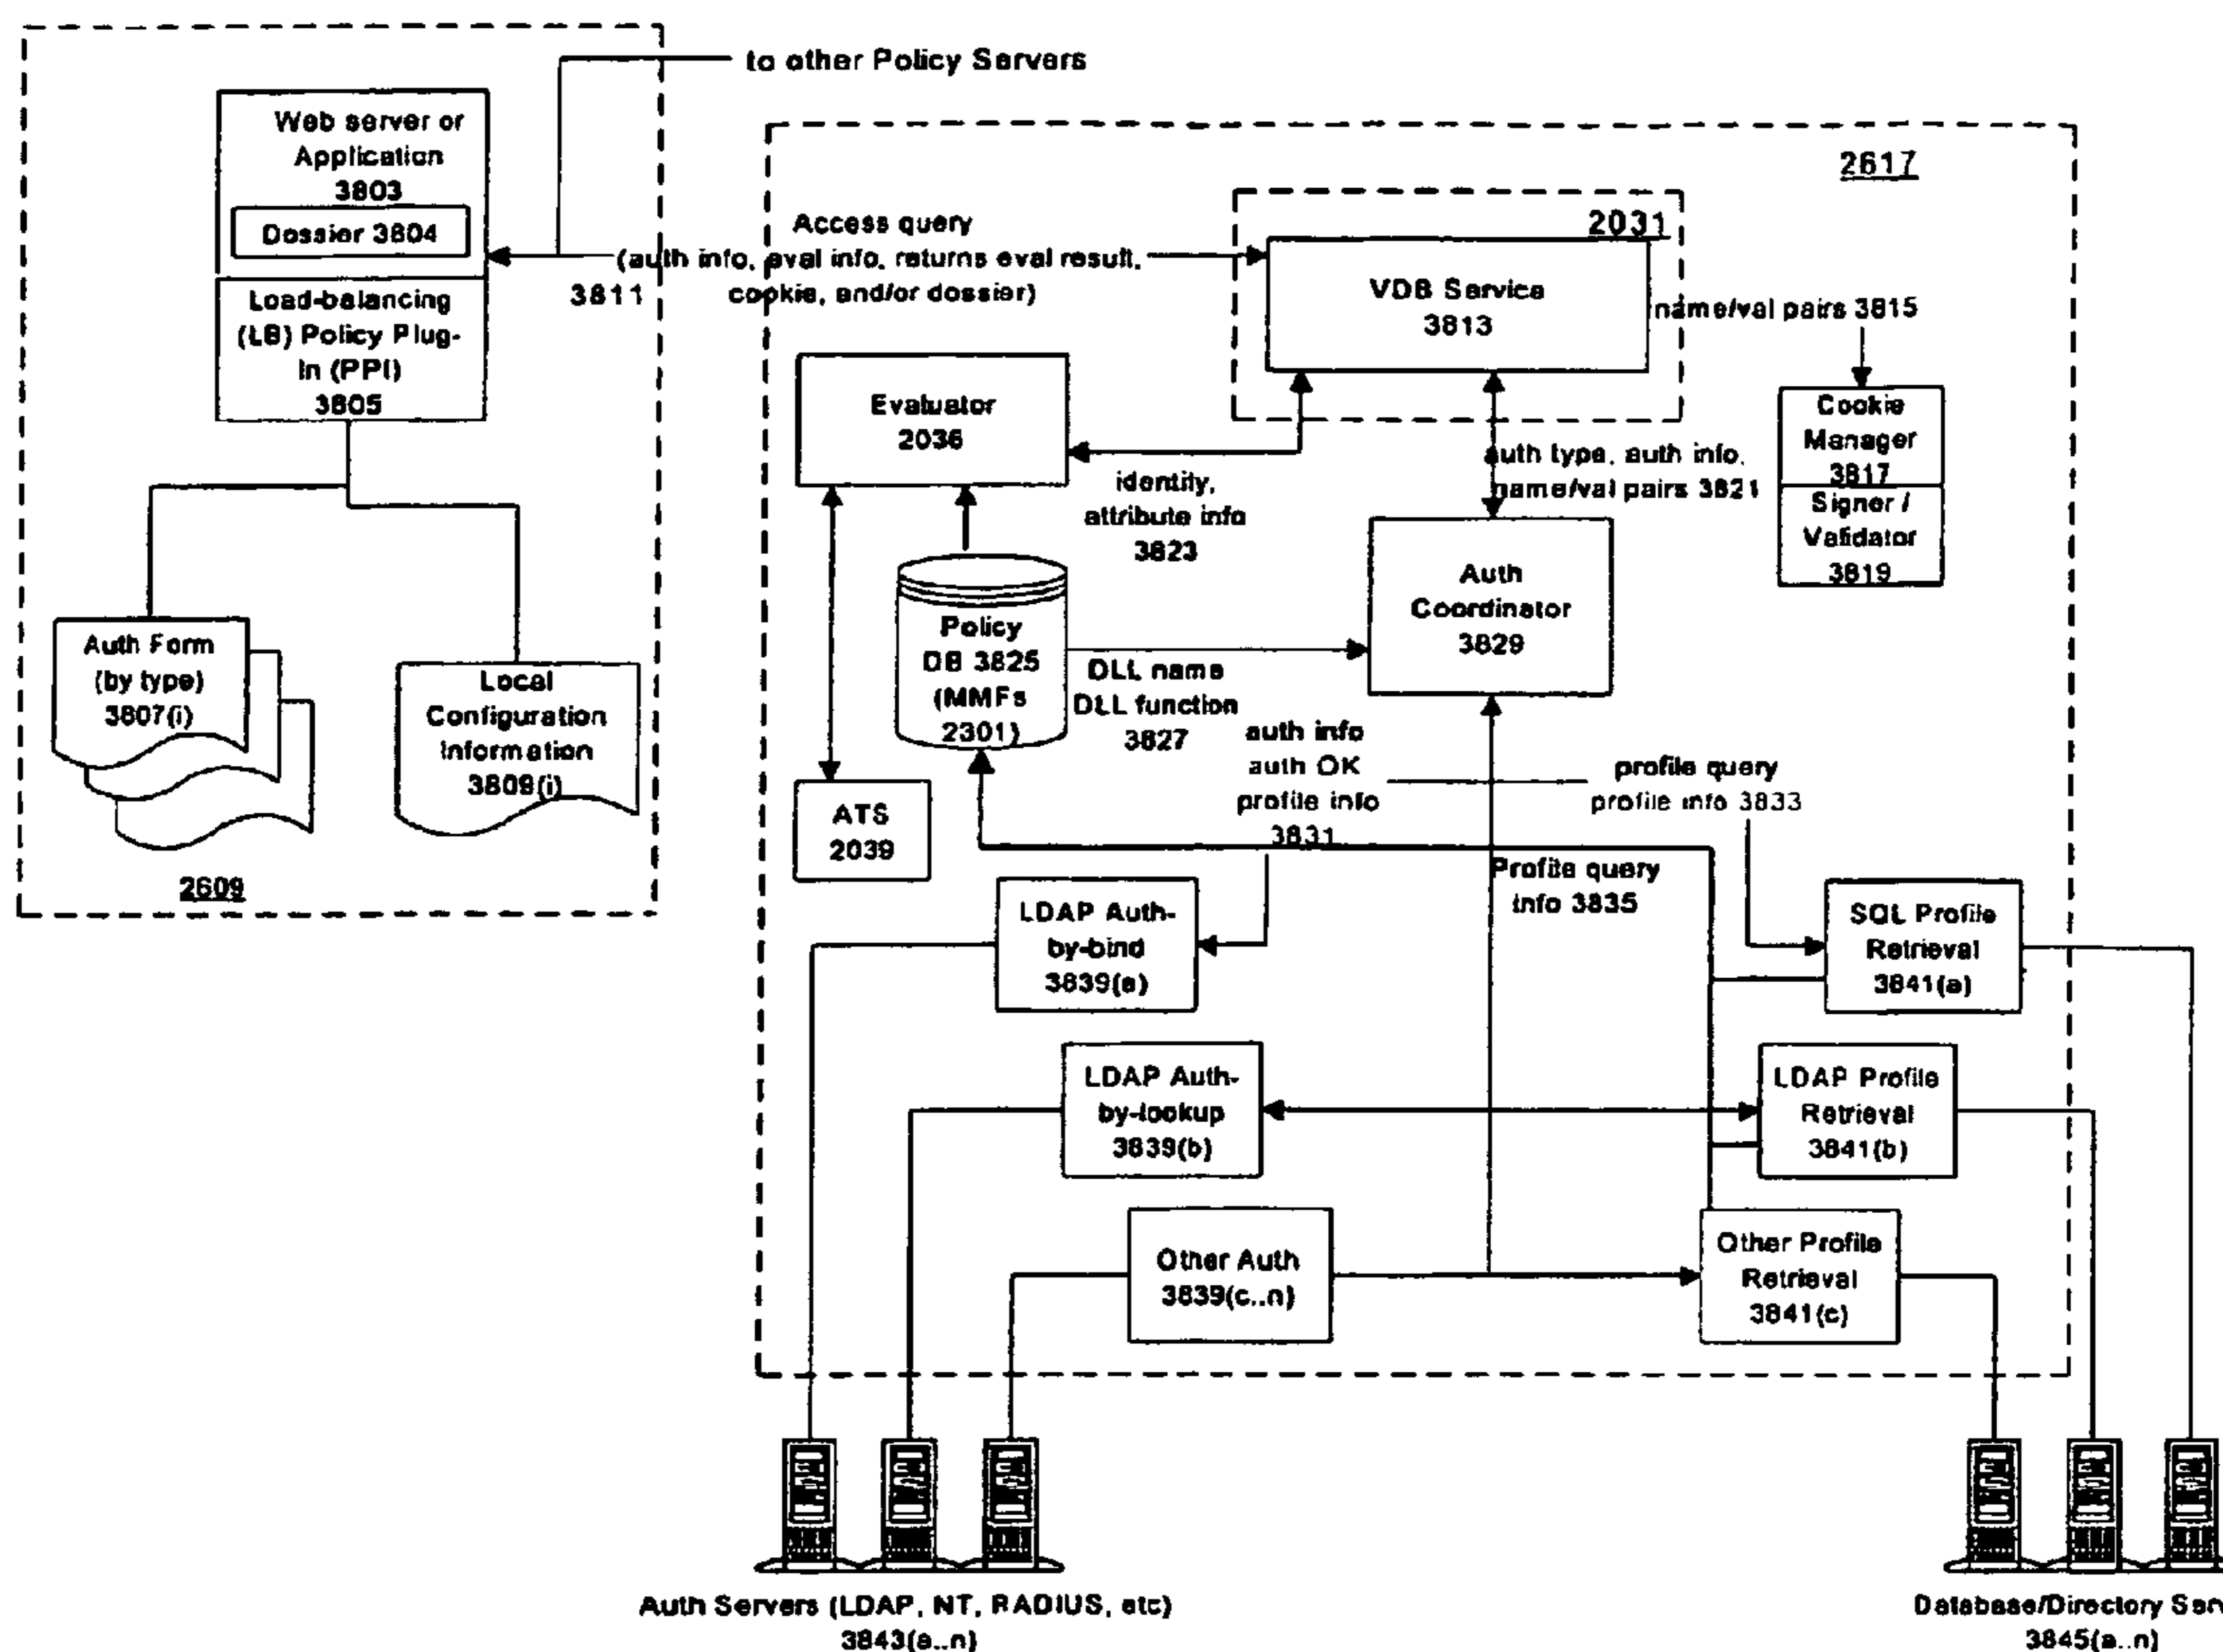 to other Policy Servers
Web server or
Application
3803
Dossier 3804
Load-balancing
(LB) Policy Plug-
In (PPI)
3805
Auth Form
(by type)
3807(i)
Local
Configuration
Information
3809(i)
2609
2617
Access query
(auth info, eval info, returns eval result,
cookie, and/or dossier)
3811
2031
VDB Service
3813
name/val pairs 3815
Cookie
Manager
3817
Signer /
Validator
3819
Evaluator
2036
identity,
attribute info
3823
auth type, auth info,
name/val pairs 3821
Auth
Coordinator
3829
Policy
DB 3825
(MMFs
2301)
DLL name
DLL function
3827
auth info
auth OK
profile info
3831
profile query
profile info 3833
ATS
2039
Profile query
info 3835
LDAP Auth-
by-bind
3839(a)
SQL Profile
Retrieval
3841(a)
LDAP Auth-
by-lookup
3839(b)
LDAP Profile
Retrieval
3841(b)
Other Auth
3839(c..n)
Other Profile
Retrieval
3841(c)
Auth Servers (LDAP, NT, RADIUS, etc)
3843(a..n)
Database/Directory
3845(a..n)